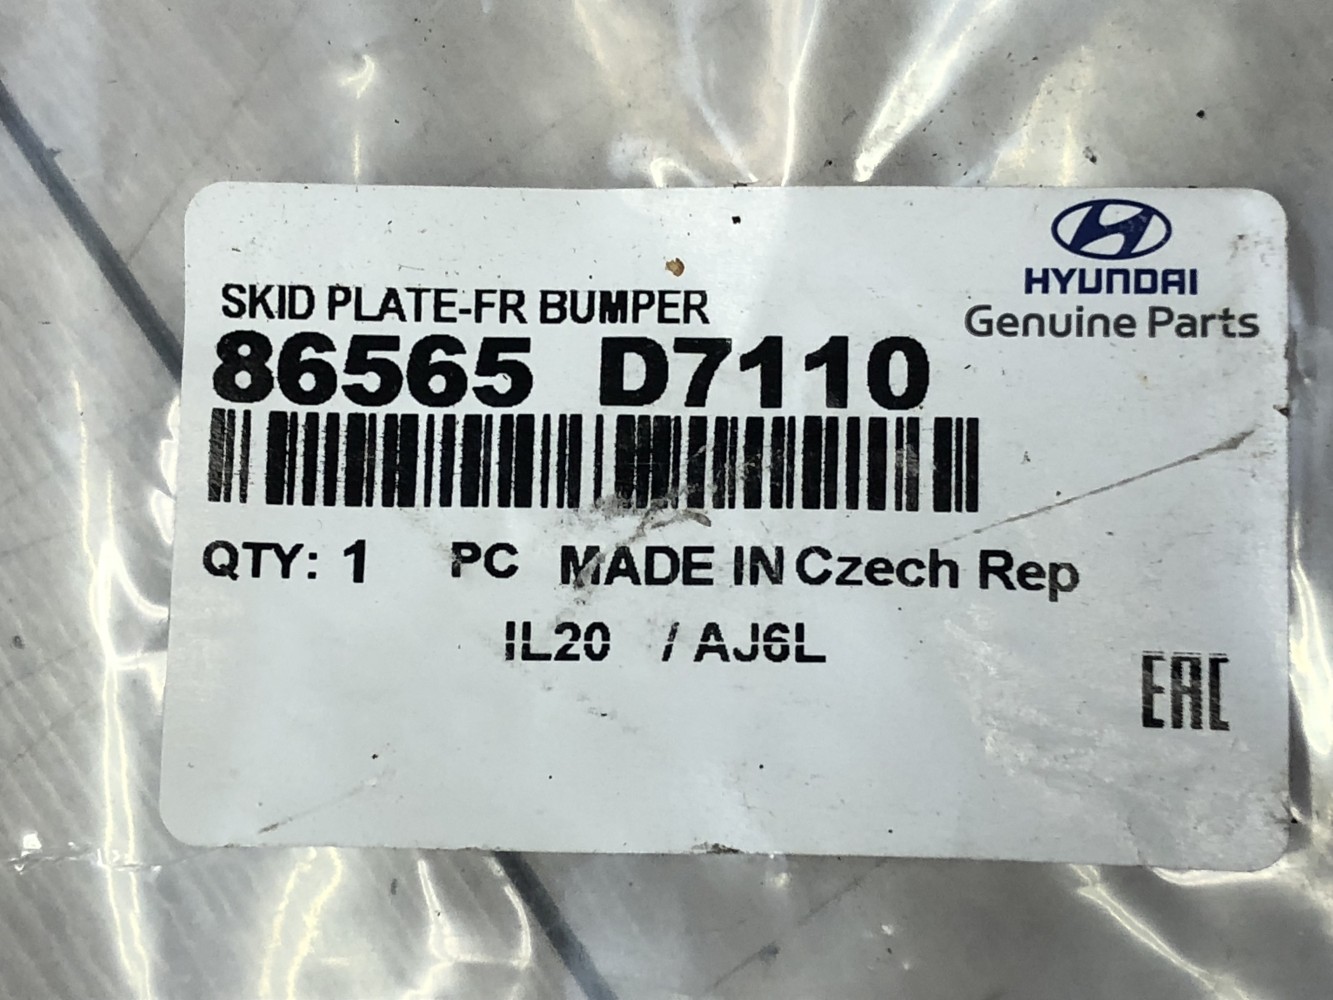 HYUNDAI
Genuine Parts
SKID PLATE-FR BUMPER
86565 D7110
QTY: 1 PC MADE IN Czech Rep
IL20 / AJ6L
EAC